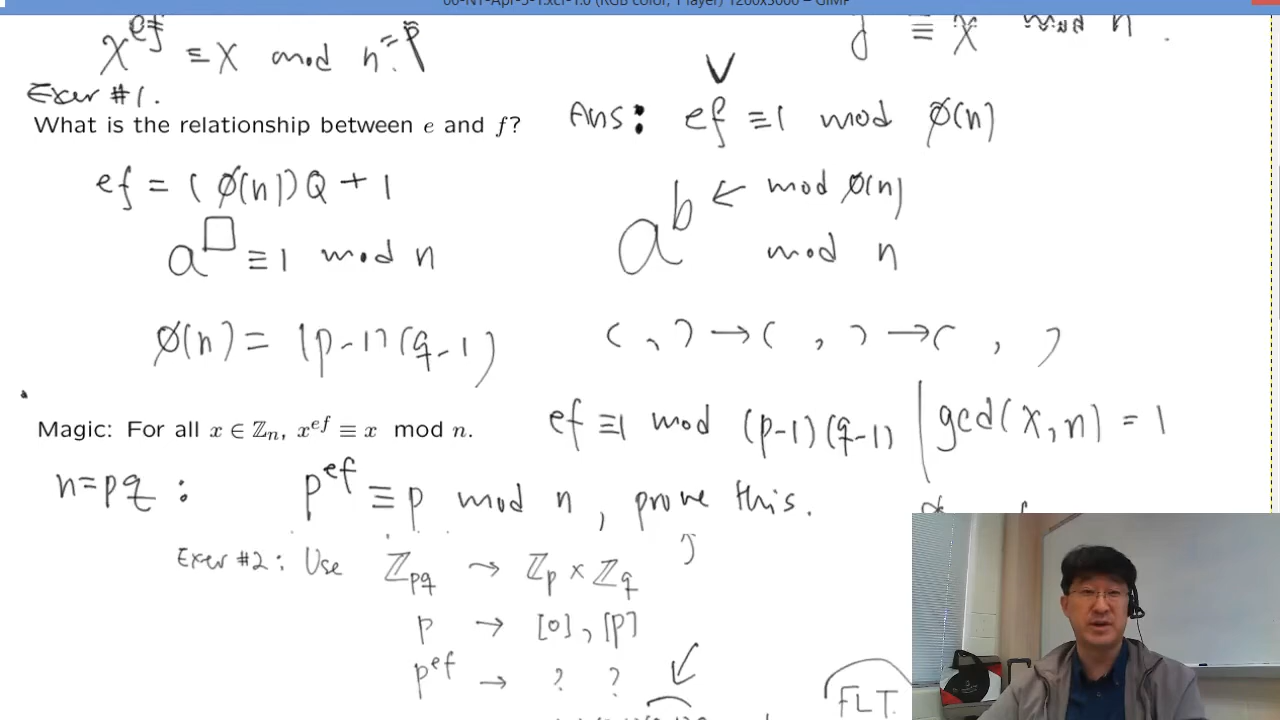 x^{ef} ≡ x mod n = p
≡ x mod n.
Exer #1.
What is the relationship between e and f?
Ans: ef ≡ 1 mod φ(n)
ef = (φ(n))Q + 1
a^b ← mod φ(n)
a^□ ≡ 1 mod n
mod n
φ(n) = (p-1)(q-1)
( , ) → ( , ) → ( , )
Magic: For all x ∈ ℤ_n, x^{ef} ≡ x mod n.
ef ≡ 1 mod (p-1)(q-1) | gcd(x,n) = 1
n = pq : p^{ef} ≡ p mod n, prove this.
Exer #2: Use ℤ_{pq} → ℤ_p × ℤ_q
p → [0], [p]
p^{ef} → ? ?
FLT.